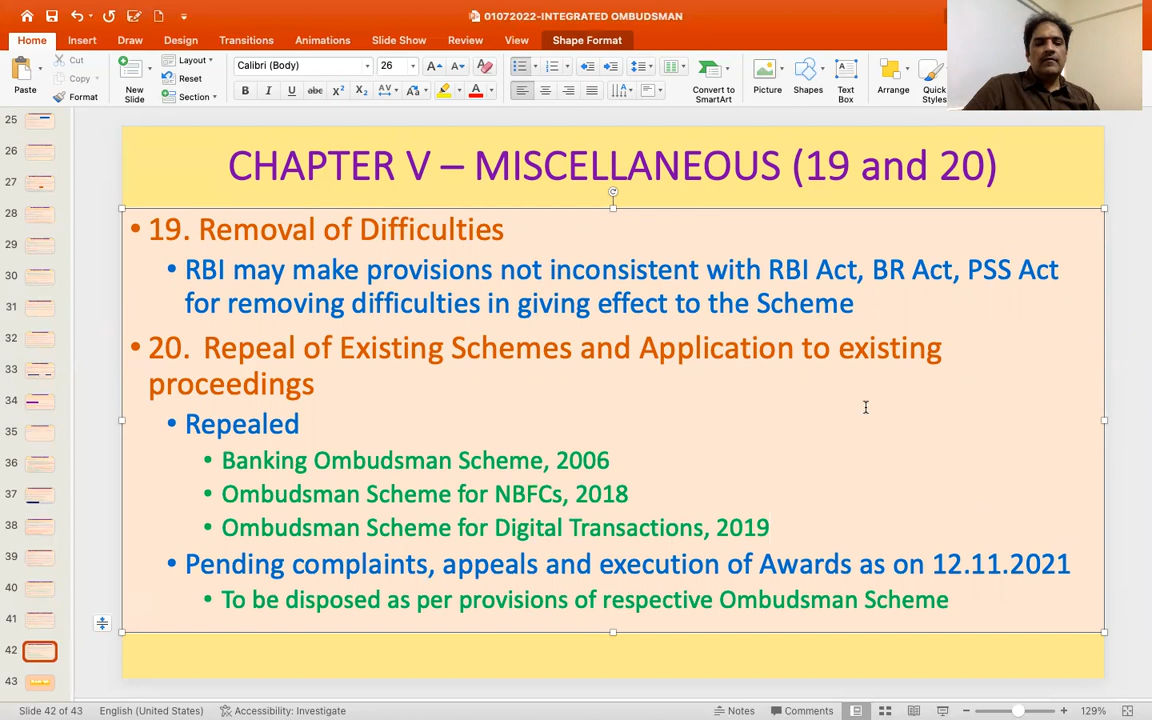 01072022-INTEGRATED OMBUDSMAN
Home Insert Draw Design Transitions Animations Slide Show Review View Shape Format
Paste Cut Copy Format New Slide Layout Reset Section Calibri (Body) 26 Convert to SmartArt Picture Shapes Text Box Arrange Quick Styles
CHAPTER V – MISCELLANEOUS (19 and 20)
• 19. Removal of Difficulties
• RBI may make provisions not inconsistent with RBI Act, BR Act, PSS Act
for removing difficulties in giving effect to the Scheme
• 20. Repeal of Existing Schemes and Application to existing
proceedings
• Repealed
• Banking Ombudsman Scheme, 2006
• Ombudsman Scheme for NBFCs, 2018
• Ombudsman Scheme for Digital Transactions, 2019
• Pending complaints, appeals and execution of Awards as on 12.11.2021
• To be disposed as per provisions of respective Ombudsman Scheme
25
26
27
28
29
30
31
32
33
34
35
36
37
38
39
40
41
42
43
Slide 42 of 43 English (United States) Accessibility: Investigate Notes Comments 129%